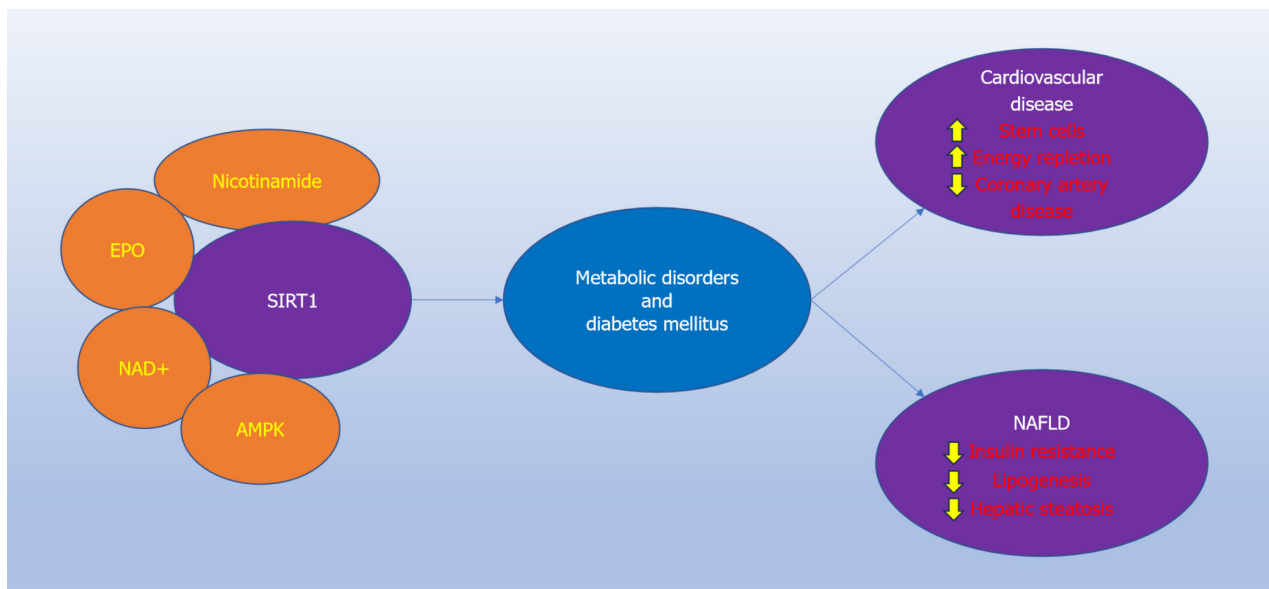 Nicotinamide
EPO
SIRT1
NAD+
AMPK
Metabolic disorders
and
diabetes mellitus
Cardiovascular
disease
Stem cells
Energy repletion
Coronary artery
disease
NAFLD
Insulin resistance
Lipogenesis
Hepatic steatosis